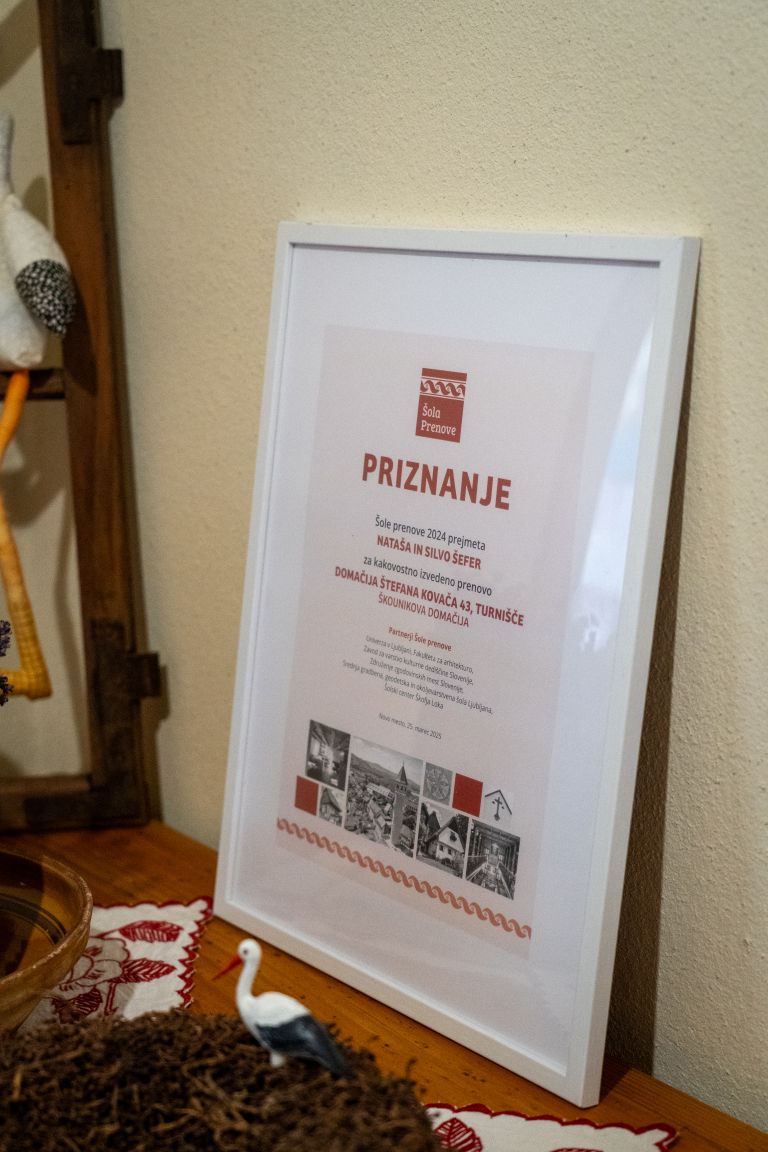 Šola
Prenove
PRIZNANJE
Šole prenove 2024 prejmeta
NATAŠA IN SILVO ŠEFER
za kakovostno izvedeno prenovo
DOMAČIJA ŠTEFANA KOVAČA 43, TURNIŠČE
ŠKOUNIKOVA DOMAČIJA
Partnerji Šole prenove
Univerza v Ljubljani, Fakulteta za arhitekturo,
Zavod za varstvo kulturne dediščine Slovenije,
Združenje zgodovinskih mest Slovenije,
Srednja gradbena, geodetska in okoljevarstvena šola Ljubljana,
Šolski center Škofja Loka
Novo mesto, 25. marec 2025